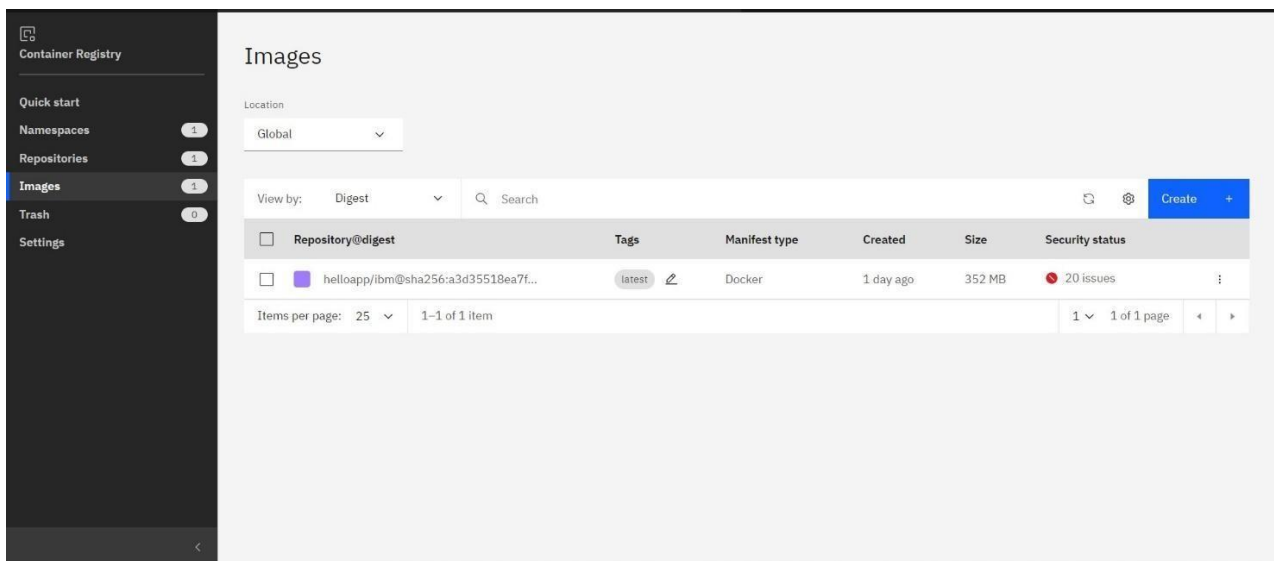 Container Registry
Quick start
Namespaces 1
Repositories 1
Images 1
Trash 0
Settings
Images
Location
Global
View by: Digest Search Create +
Repository@digest Tags Manifest type Created Size Security status
helloapp/ibm@sha256:a3d35518ea7f... latest Docker 1 day ago 352 MB 20 issues
Items per page: 25 1–1 of 1 item 1 1 of 1 page